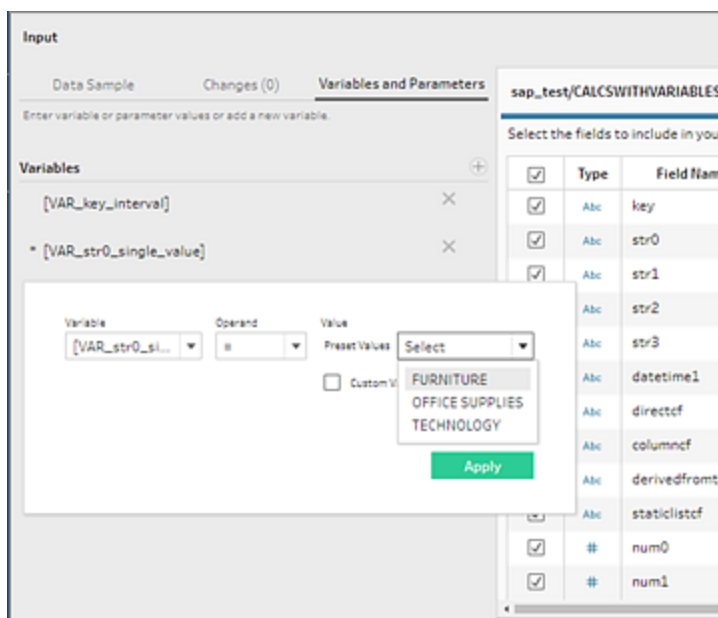 Input
Data Sample
Changes (0)
Variables and Parameters
Enter variable or parameter values or add a new variable.
Variables
[VAR_key_interval]
* [VAR_str0_single_value]
Variable
Operand
Value
[VAR_str0_si...
=
Preset Values
Select
Custom V
FURNITURE
OFFICE SUPPLIES
TECHNOLOGY
Apply
sap_test/CALCSWITHVARIABLES
Select the fields to include in you
Type
Field Nam
Abc
key
Abc
str0
Abc
str1
Abc
str2
Abc
str3
Abc
datetime1
Abc
directcf
Abc
columncf
Abc
derivedfromt
Abc
staticlistcf
#
num0
#
num1